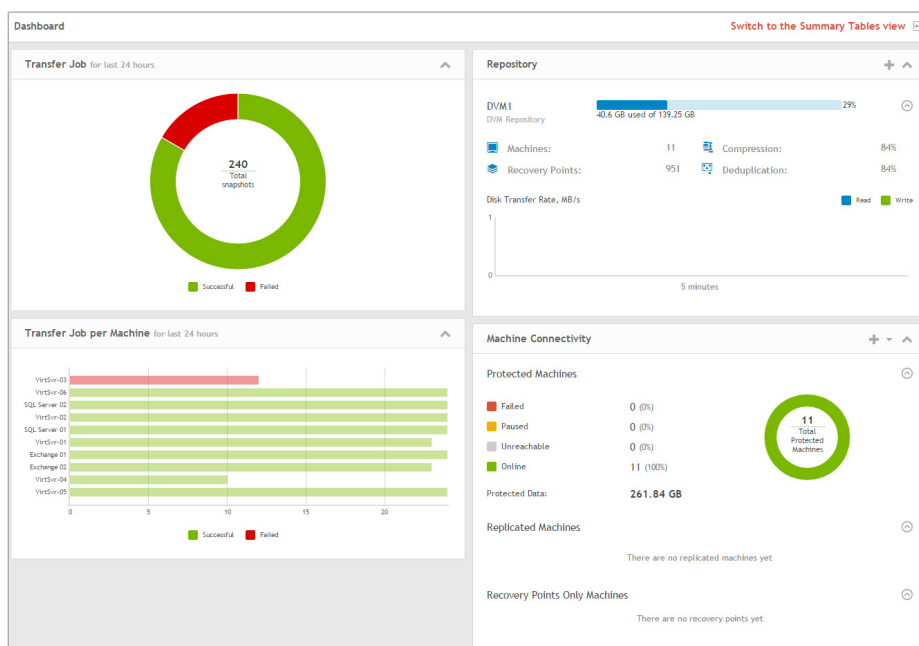 Dashboard
Switch to the Summary Tables view
Transfer Job for last 24 hours
240
Total
snapshots
Successful
Failed
Transfer Job per Machine for last 24 hours
VirtSvr-03
VirtSvr-06
SQL Server 02
VirtSvr-02
SQL Server 01
VirtSvr-01
Exchange 01
Exchange 02
VirtSvr-04
VirtSvr-05
0 5 10 15 20
Successful
Failed
Repository
DVM1
DVM Repository
29%
40.6 GB used of 139.25 GB
Machines: 11
Compression: 84%
Recovery Points: 951
Deduplication: 84%
Disk Transfer Rate, MB/s
Read
Write
1
0
5 minutes
Machine Connectivity
Protected Machines
Failed 0 (0%)
Paused 0 (0%)
Unreachable 0 (0%)
Online 11 (100%)
Protected Data: 261.84 GB
11
Total
Protected
Machines
Replicated Machines
There are no replicated machines yet
Recovery Points Only Machines
There are no recovery points yet